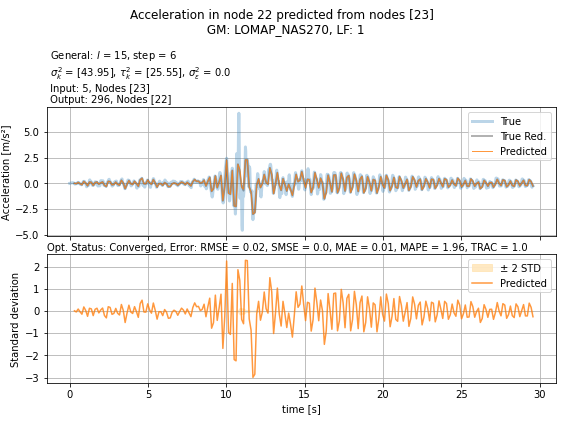 Acceleration in node 22 predicted from nodes [23]
GM: LOMAP_NAS270, LF: 1
General: l = 15, step = 6
σ²ₖ = [43.95], τ²ₖ = [25.55], σ²ε = 0.0
Input: 5, Nodes [23]
Output: 296, Nodes [22]
Acceleration [m/s²]
5.0
2.5
0.0
−2.5
−5.0
True
True Red.
Predicted
Opt. Status: Converged, Error: RMSE = 0.02, SMSE = 0.0, MAE = 0.01, MAPE = 1.96, TRAC = 1.0
Standard deviation
2
1
0
−1
−2
−3
± 2 STD
Predicted
0 5 10 15 20 25 30
time [s]